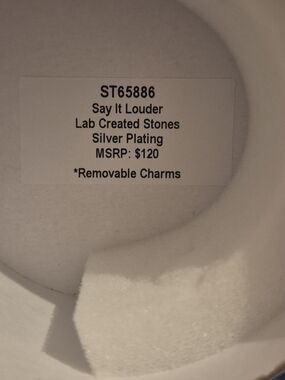 ST65886
Say It Louder
Lab Created Stones
Silver Plating
MSRP: $120
*Removable Charms